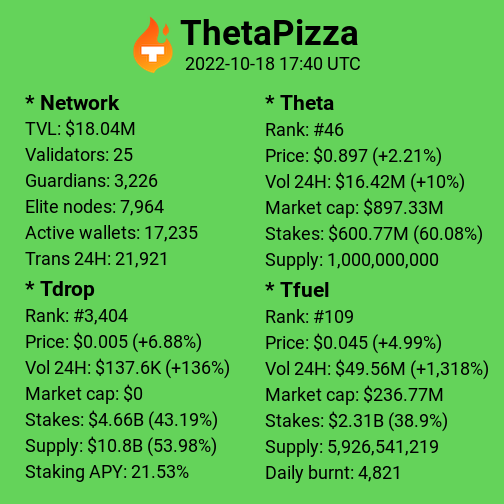 ThetaPizza
2022-10-18 17:40 UTC
* Network
TVL: $18.04M
Validators: 25
Guardians: 3,226
Elite nodes: 7,964
Active wallets: 17,235
Trans 24H: 21,921
* Theta
Rank: #46
Price: $0.897 (+2.21%)
Vol 24H: $16.42M (+10%)
Market cap: $897.33M
Stakes: $600.77M (60.08%)
Supply: 1,000,000,000
* Tdrop
Rank: #3,404
Price: $0.005 (+6.88%)
Vol 24H: $137.6K (+136%)
Market cap: $0
Stakes: $4.66B (43.19%)
Supply: $10.8B (53.98%)
Staking APY: 21.53%
* Tfuel
Rank: #109
Price: $0.045 (+4.99%)
Vol 24H: $49.56M (+1,318%)
Market cap: $236.77M
Stakes: $2.31B (38.9%)
Supply: 5,926,541,219
Daily burnt: 4,821